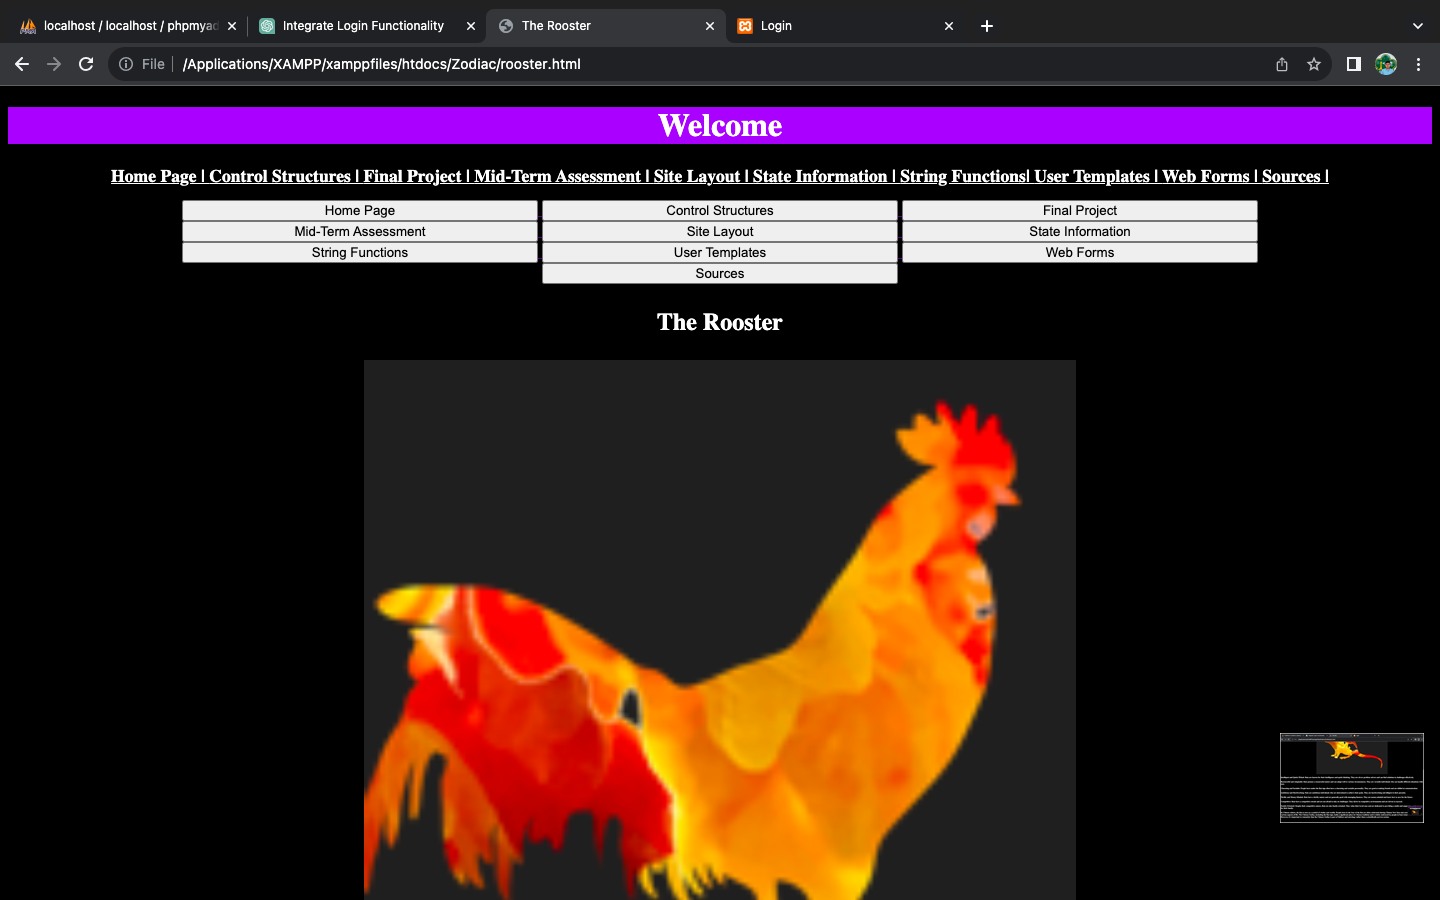 localhost / localhost / phpmyad
Integrate Login Functionality
The Rooster
Login
File
/Applications/XAMPP/xamppfiles/htdocs/Zodiac/rooster.html
Welcome
Home Page | Control Structures | Final Project | Mid-Term Assessment | Site Layout | State Information | String Functions| User Templates | Web Forms | Sources |
Home Page Control Structures Final Project
Mid-Term Assessment Site Layout State Information
String Functions User Templates Web Forms
Sources
The Rooster